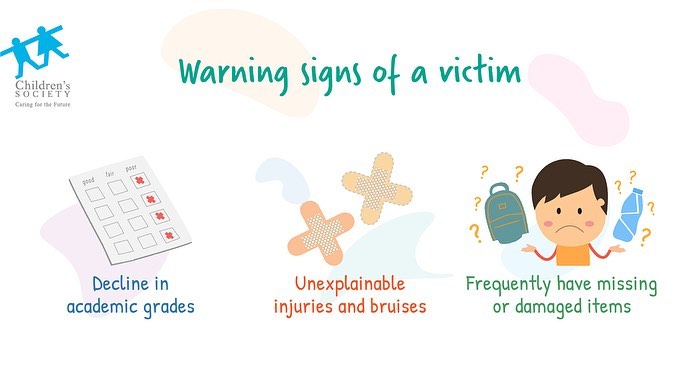 Children's
SOCIETY
Caring for the Future
Warning signs of a victim
good fair poor
Decline in
academic grades
Unexplainable
injuries and bruises
Frequently have missing
or damaged items
? ? ? ? ? ? ? ?